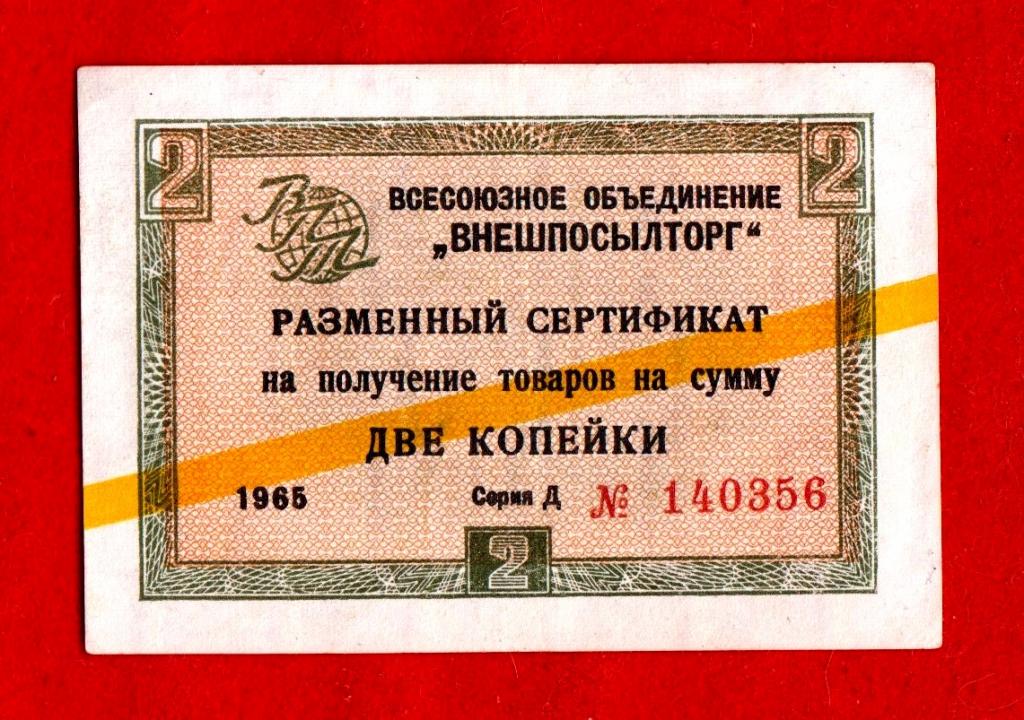 2 2
ВПТ
ВСЕСОЮЗНОЕ ОБЪЕДИНЕНИЕ
„ВНЕШПОСЫЛТОРГ“
РАЗМЕННЫЙ СЕРТИФИКАТ
на получение товаров на сумму
ДВЕ КОПЕЙКИ
1965 Серия Д № 140356
2